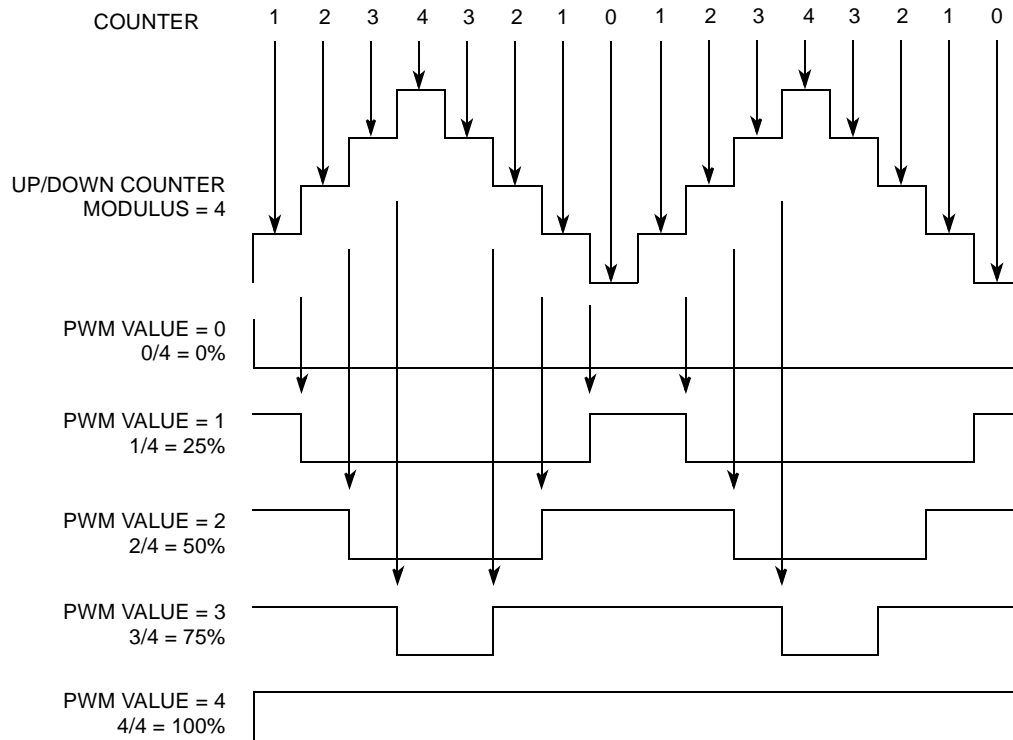 COUNTER 1 2 3 4 3 2 1 0 1 2 3 4 3 2 1 0
UP/DOWN COUNTER
MODULUS = 4
PWM VALUE = 0
0/4 = 0%
PWM VALUE = 1
1/4 = 25%
PWM VALUE = 2
2/4 = 50%
PWM VALUE = 3
3/4 = 75%
PWM VALUE = 4
4/4 = 100%